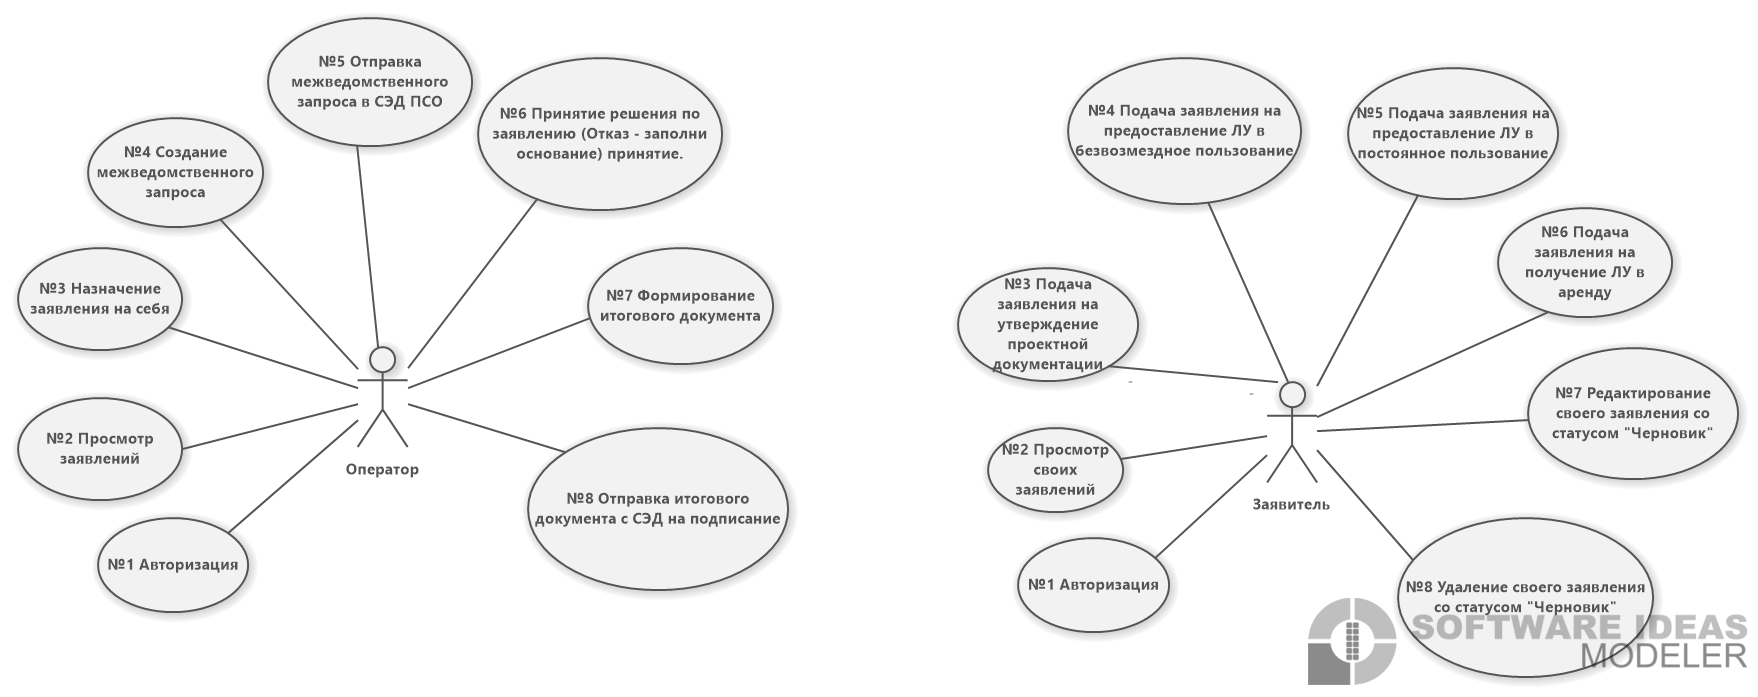 №5 Отправка
межведомственного
запроса в СЭД ПСО
№6 Принятие решения по
заявлению (Отказ - заполни
основание) принятие.
№4 Создание
межведомственного
запроса
№3 Назначение
заявления на себя
№7 Формирование
итогового документа
№2 Просмотр
заявлений
Оператор
№8 Отправка итогового
документа с СЭД на подписание
№1 Авторизация
№4 Подача заявления на
предоставление ЛУ в
безвозмездное пользование
№5 Подача заявления на
предоставление ЛУ в
постоянное пользование
№6 Подача
заявления на
получение ЛУ в
аренду
№3 Подача
заявления на
утверждение
проектной
документации
№7 Редактирование
своего заявления со
статусом "Черновик"
№2 Просмотр
своих
заявлений
Заявитель
№1 Авторизация
№8 Удаление своего заявления
со статусом "Черновик"
SOFTWARE IDEAS
MODELER